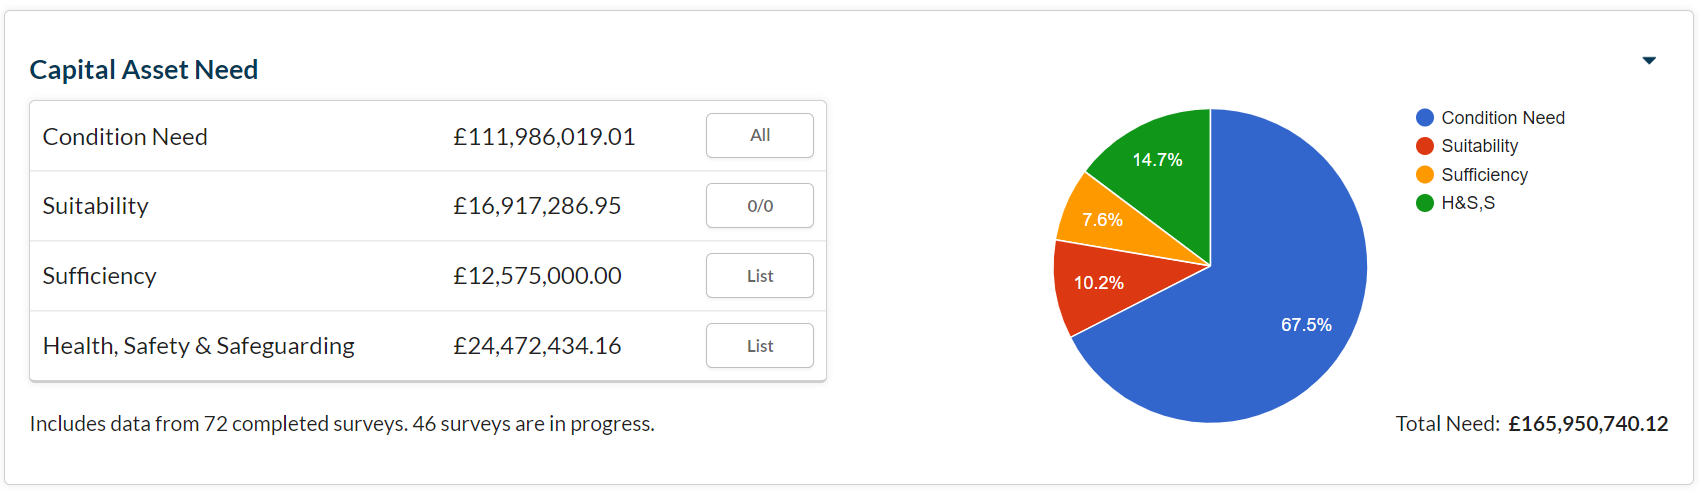 Capital Asset Need
Condition Need £111,986,019.01 All
Suitability £16,917,286.95 0/0
Sufficiency £12,575,000.00 List
Health, Safety & Safeguarding £24,472,434.16 List
Includes data from 72 completed surveys. 46 surveys are in progress.
14.7%
7.6%
10.2%
67.5%
Condition Need
Suitability
Sufficiency
H&S,S
Total Need: £165,950,740.12